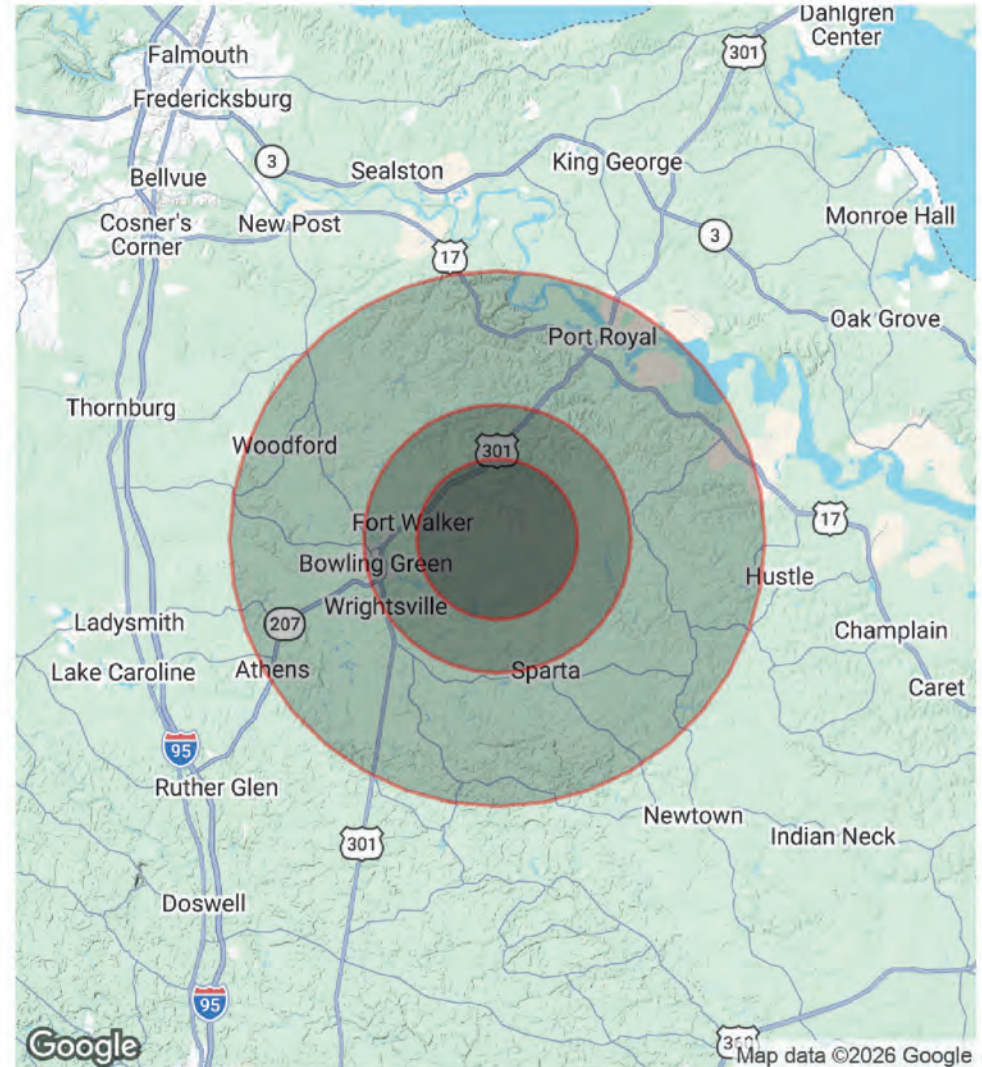 Dahlgren
Center
301
Falmouth
Fredericksburg
3
Sealston
King George
Bellvue
Cosner's
Corner
New Post
Monroe Hall
3
17
Oak Grove
Port Royal
Thornburg
Woodford
301
Fort Walker
17
Bowling Green
Hustle
Wrightsville
Ladysmith
207
Champlain
Lake Caroline
Athens
Sparta
Caret
95
Ruther Glen
Newtown
301
Indian Neck
Doswell
95
Google
360
Map data ©2026 Google